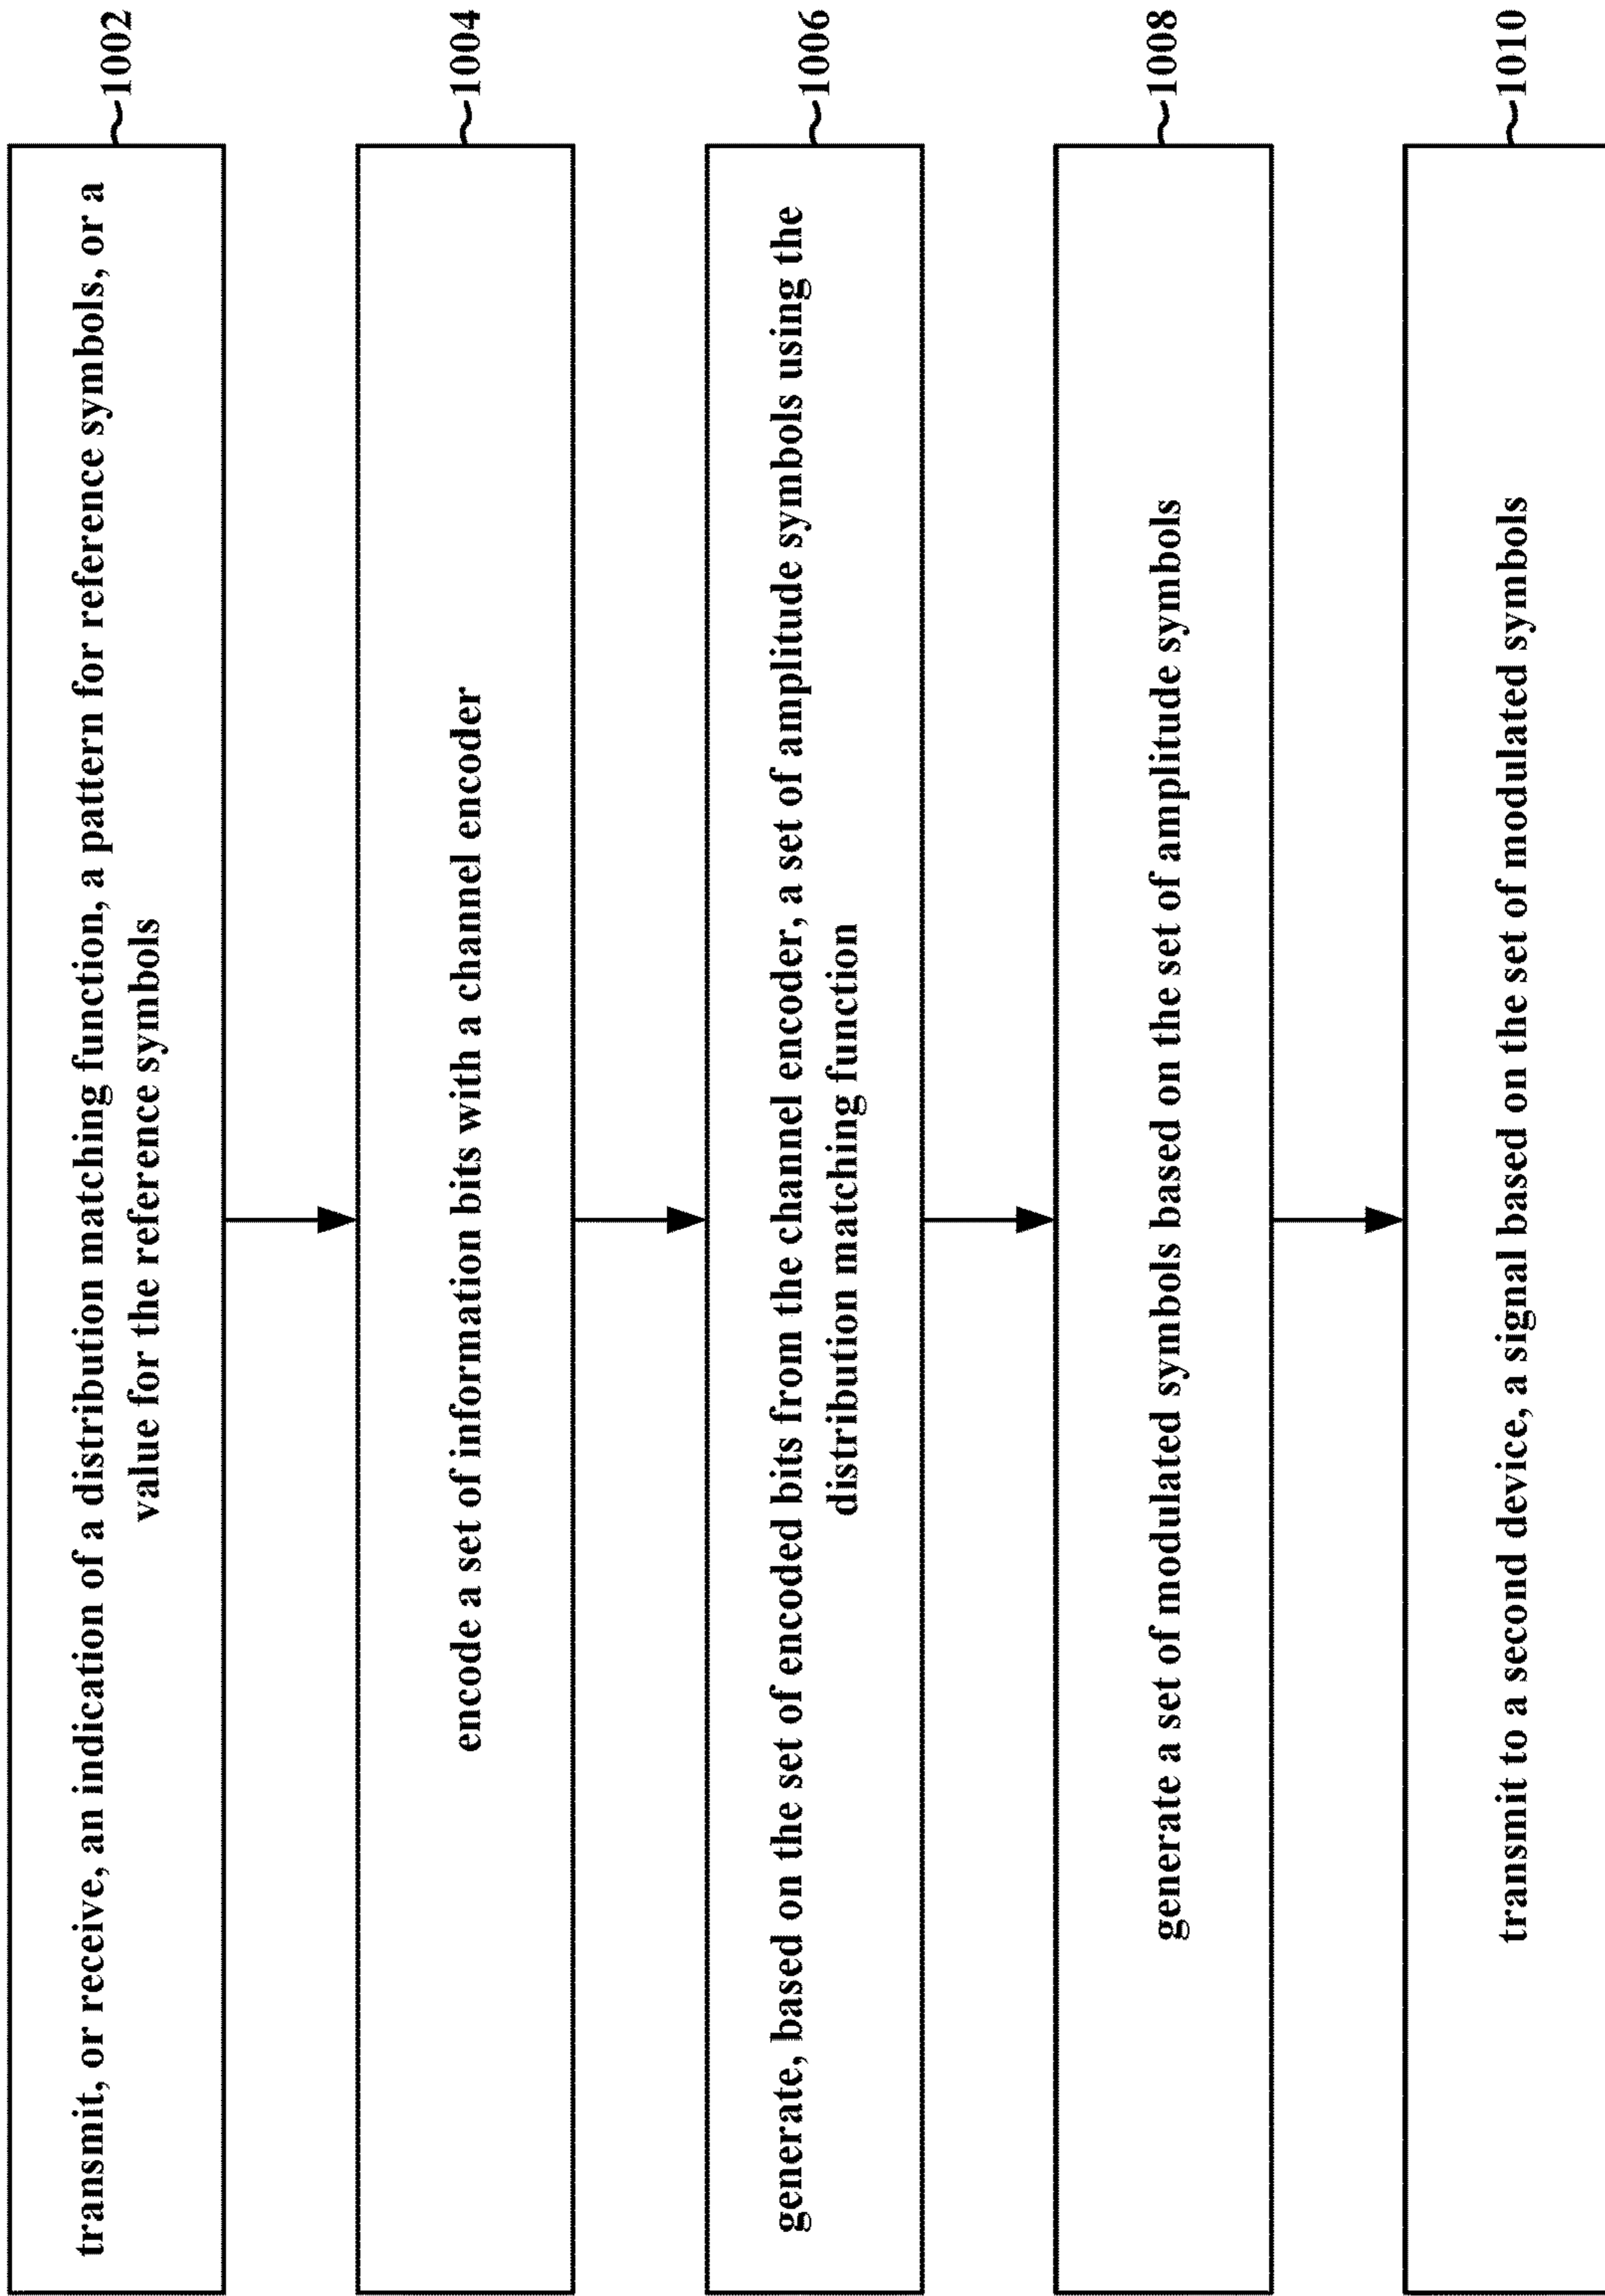 transmit, or receive, an indication of a distribution matching function, a pattern for reference symbols, or a
value for the reference symbols
1002
encode a set of information bits with a channel encoder
1004
generate, based on the set of encoded bits from the channel encoder, a set of amplitude symbols using the
distribution matching function
1006
generate a set of modulated symbols based on the set of amplitude symbols
1008
transmit to a second device, a signal based on the set of modulated symbols
1010